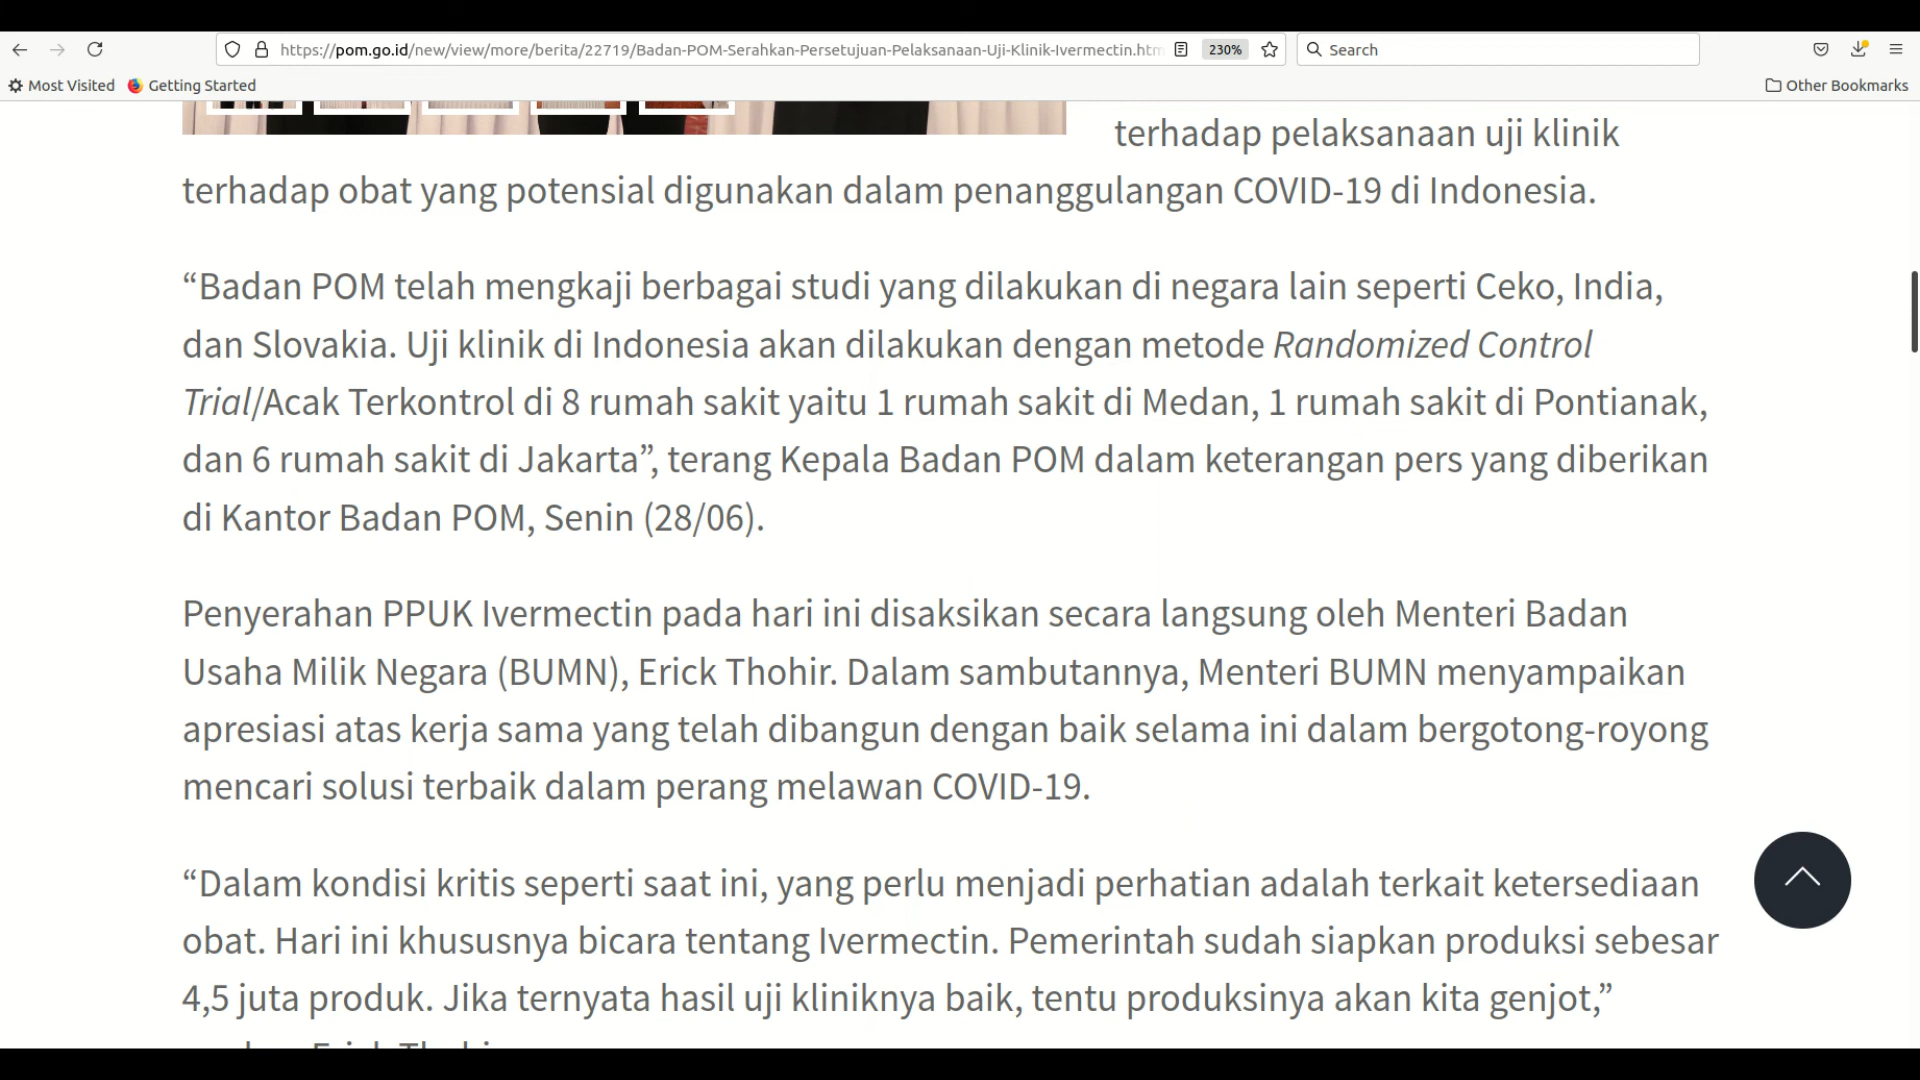 https://pom.go.id/new/view/more/berita/22719/Badan-POM-Serahkan-Persetujuan-Pelaksanaan-Uji-Klinik-Ivermectin.htm
230%
Search
Most Visited
Getting Started
Other Bookmarks
terhadap pelaksanaan uji klinik
terhadap obat yang potensial digunakan dalam penanggulangan COVID-19 di Indonesia.
“Badan POM telah mengkaji berbagai studi yang dilakukan di negara lain seperti Ceko, India,
dan Slovakia. Uji klinik di Indonesia akan dilakukan dengan metode Randomized Control
Trial/Acak Terkontrol di 8 rumah sakit yaitu 1 rumah sakit di Medan, 1 rumah sakit di Pontianak,
dan 6 rumah sakit di Jakarta”, terang Kepala Badan POM dalam keterangan pers yang diberikan
di Kantor Badan POM, Senin (28/06).
Penyerahan PPUK Ivermectin pada hari ini disaksikan secara langsung oleh Menteri Badan
Usaha Milik Negara (BUMN), Erick Thohir. Dalam sambutannya, Menteri BUMN menyampaikan
apresiasi atas kerja sama yang telah dibangun dengan baik selama ini dalam bergotong-royong
mencari solusi terbaik dalam perang melawan COVID-19.
“Dalam kondisi kritis seperti saat ini, yang perlu menjadi perhatian adalah terkait ketersediaan
obat. Hari ini khususnya bicara tentang Ivermectin. Pemerintah sudah siapkan produksi sebesar
4,5 juta produk. Jika ternyata hasil uji kliniknya baik, tentu produksinya akan kita genjot,”